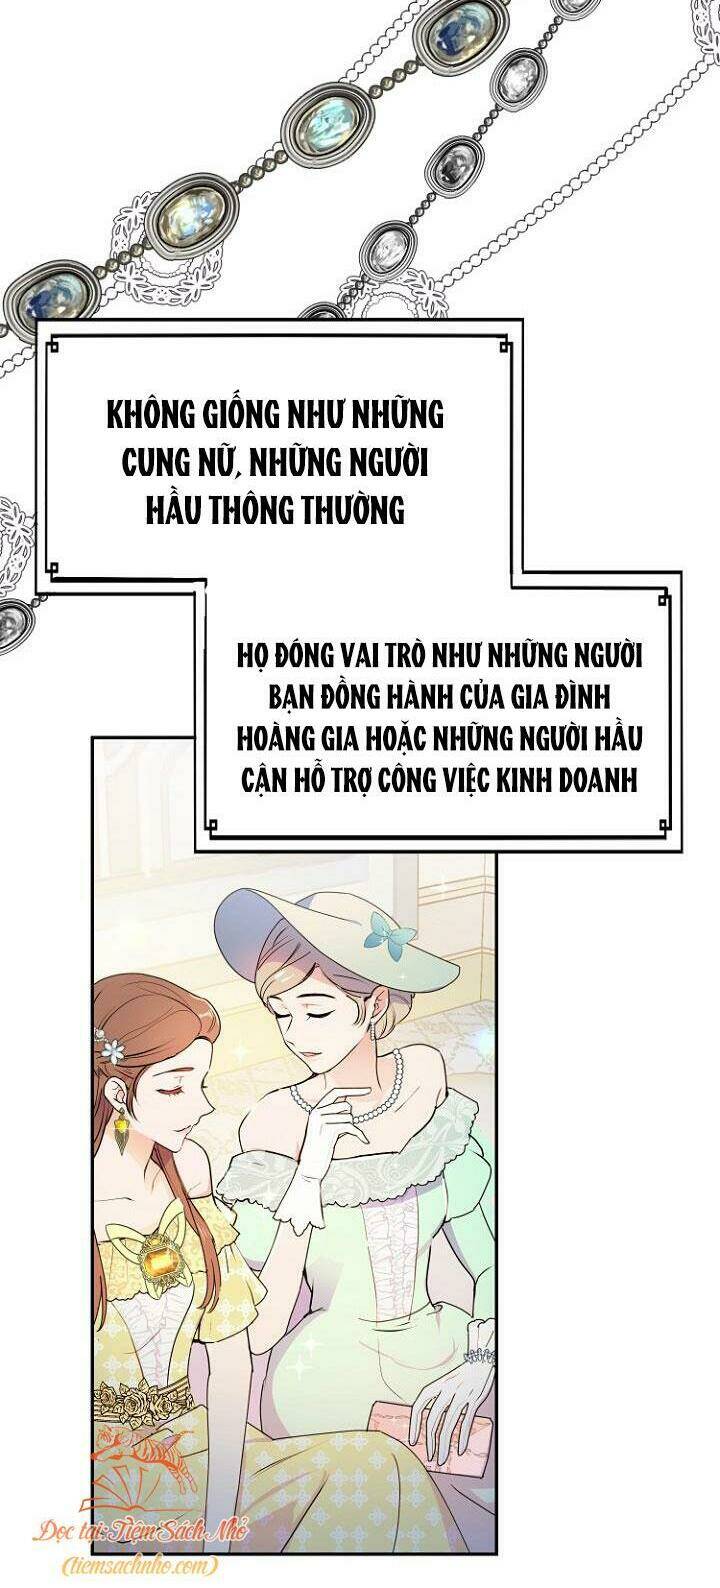 KHÔNG GIỐNG NHƯ NHỮNG
CUNG NỮ, NHỮNG NGƯỜI
HẦU THÔNG THƯỜNG
HỌ ĐÓNG VAI TRÒ NHƯ NHỮNG NGƯỜI
BẠN ĐỒNG HÀNH CỦA GIA ĐÌNH
HOÀNG GIA HOẶC NHỮNG NGƯỜI HẦU
CẬN HỖ TRỢ CÔNG VIỆC KINH DOANH
Đọc tại: Tiệm Sách Nhỏ
(tiemsachnho.com)